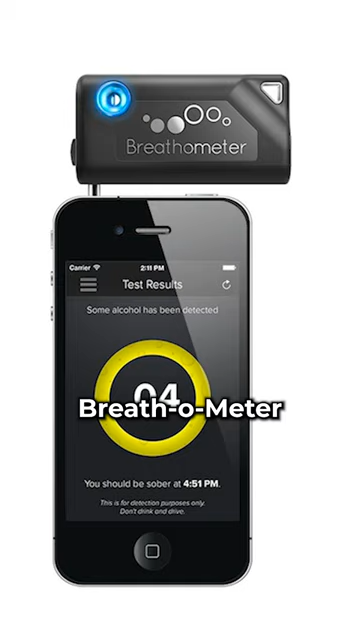 Breathometer
Carrier 2:11 PM
Test Results
Some alcohol has been detected
Breath-o-Meter
You should be sober at 4:51 PM.
This is for detection purposes only.
Don't drink and drive.